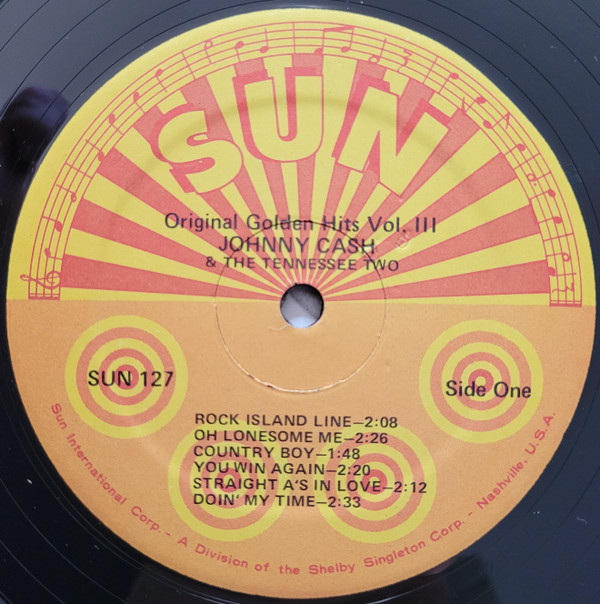 SUN
Original Golden Hits Vol. III
JOHNNY CASH
& THE TENNESSEE TWO
SUN 127
Side One
ROCK ISLAND LINE—2:08
OH LONESOME ME—2:26
COUNTRY BOY—1:48
YOU WIN AGAIN—2:20
STRAIGHT A'S IN LOVE—2:12
DOIN' MY TIME—2:33
Sun International Corp. - A Division of the Shelby Singleton Corp. - Nashville, U.S.A.